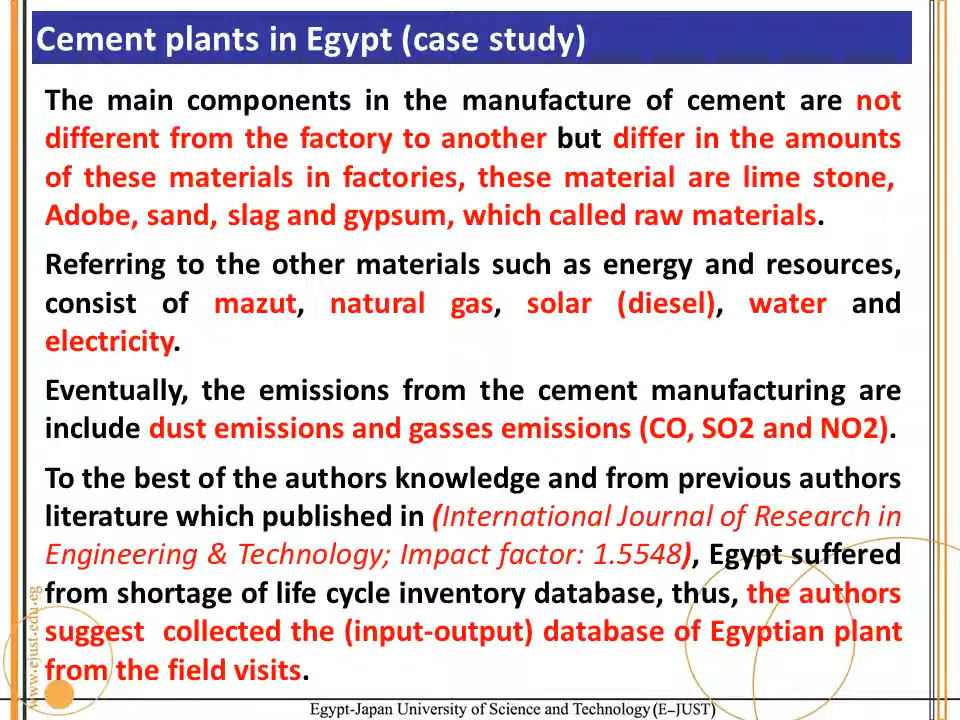 Cement plants in Egypt (case study)
The main components in the manufacture of cement are not
different from the factory to another but differ in the amounts
of these materials in factories, these material are lime stone,
Adobe, sand, slag and gypsum, which called raw materials.
Referring to the other materials such as energy and resources,
consist of mazut, natural gas, solar (diesel), water and
electricity.
Eventually, the emissions from the cement manufacturing are
include dust emissions and gasses emissions (CO, SO2 and NO2).
To the best of the authors knowledge and from previous authors
literature which published in (International Journal of Research in
Engineering & Technology; Impact factor: 1.5548), Egypt suffered
from shortage of life cycle inventory database, thus, the authors
suggest collected the (input-output) database of Egyptian plant
from the field visits.
www.ejust.edu.eg
Egypt-Japan University of Science and Technology (E-JUST)